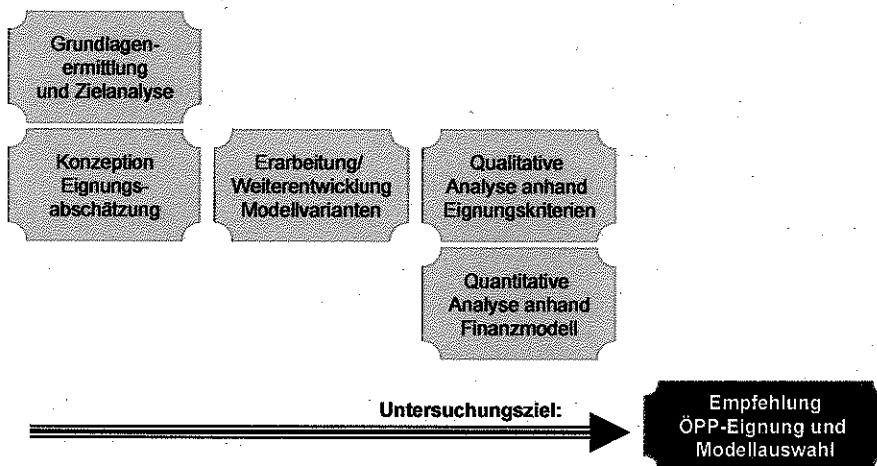 Grundlagen-
ermittlung
und Zielanalyse
Konzeption
Eignungs-
abschätzung
Erarbeitung/
Weiterentwicklung
Modellvarianten
Qualitative
Analyse anhand
Eignungskriterien
Quantitative
Analyse anhand
Finanzmodell
Untersuchungsziel:
Empfehlung
ÖPP-Eignung und
Modellauswahl